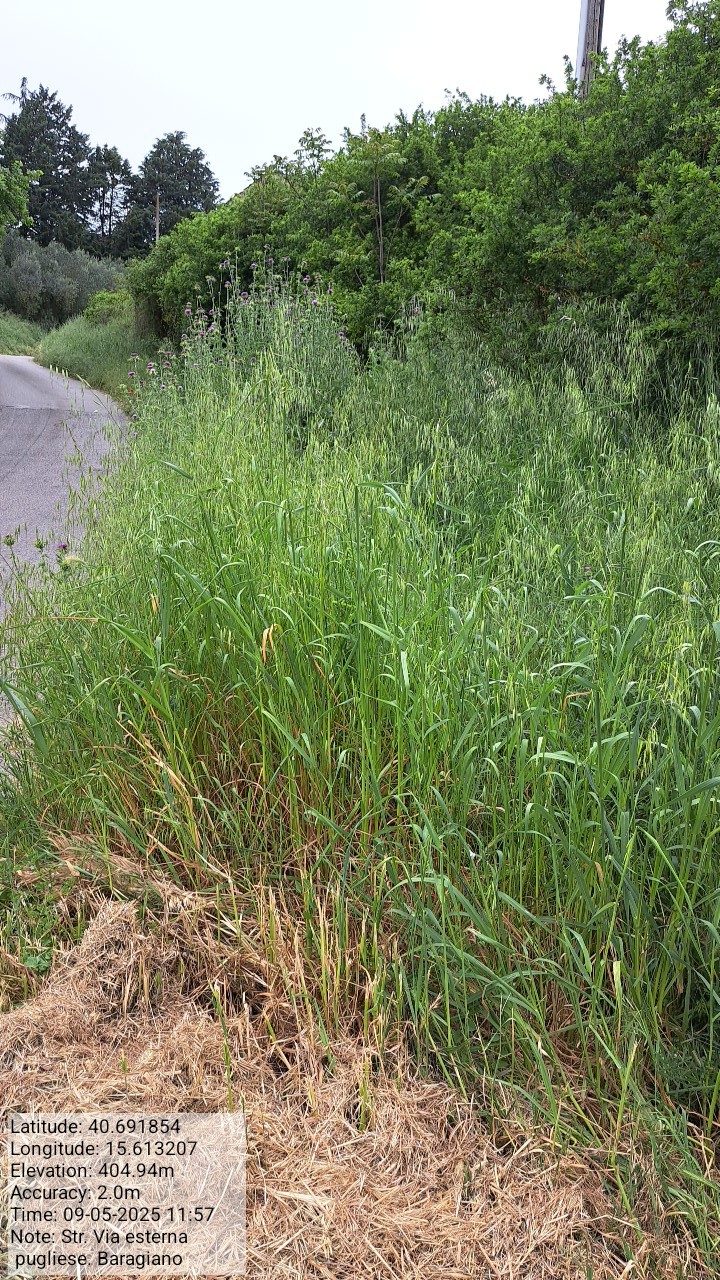 Latitude: 40.691854
Longitude: 15.613207
Elevation: 404.94m
Accuracy: 2.0m
Time: 09-05-2025 11:57
Note: Str. Via esterna
pugliese. Baragiano